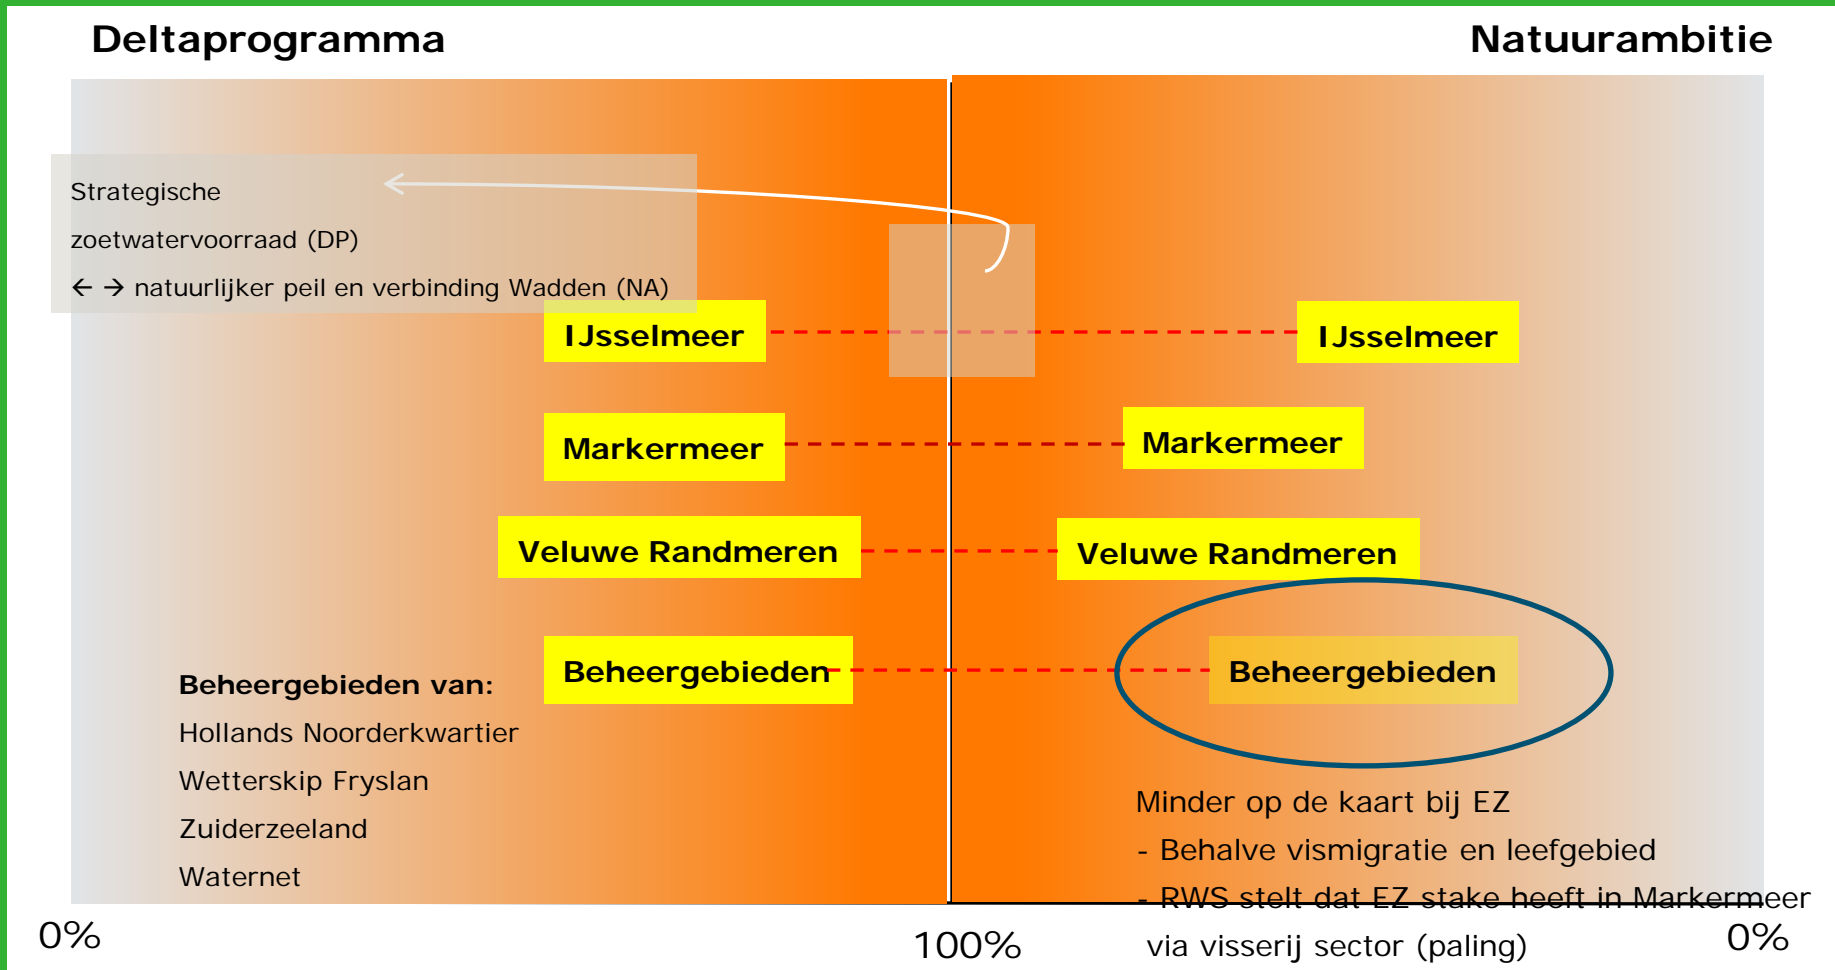 Deltaprogramma
Natuurambitie
Strategische
zoetwatervoorraad (DP)
← → natuurlijker peil en verbinding Wadden (NA)
IJsselmeer
IJsselmeer
Markermeer
Markermeer
Veluwe Randmeren
Veluwe Randmeren
Beheergebieden
Beheergebieden
Beheergebieden van:
Hollands Noorderkwartier
Wetterskip Fryslan
Zuiderzeeland
Waternet
Minder op de kaart bij EZ
- Behalve vismigratie en leefgebied
- RWS stelt dat EZ stake heeft in Markermeer
via visserij sector (paling)
0%
100%
0%